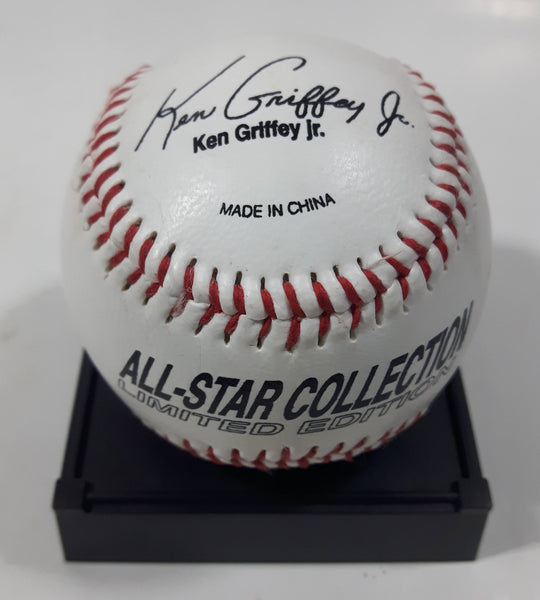 Ken Griffey Jr.
Ken Griffey Jr.
MADE IN CHINA
ALL-STAR COLLECTION
LIMITED EDITION